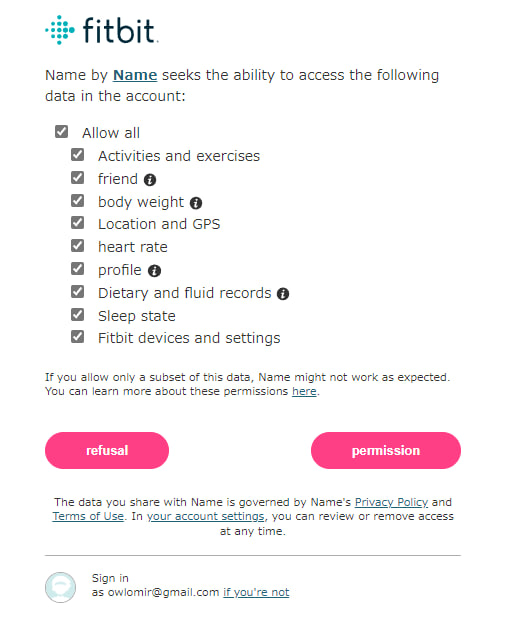 fitbit.
Name by Name seeks the ability to access the following
data in the account:
Allow all
Activities and exercises
friend
body weight
Location and GPS
heart rate
profile
Dietary and fluid records
Sleep state
Fitbit devices and settings
If you allow only a subset of this data, Name might not work as expected.
You can learn more about these permissions here.
refusal
permission
The data you share with Name is governed by Name's Privacy Policy and
Terms of Use. In your account settings, you can review or remove access
at any time.
Sign in
as owlomir@gmail.com if you're not